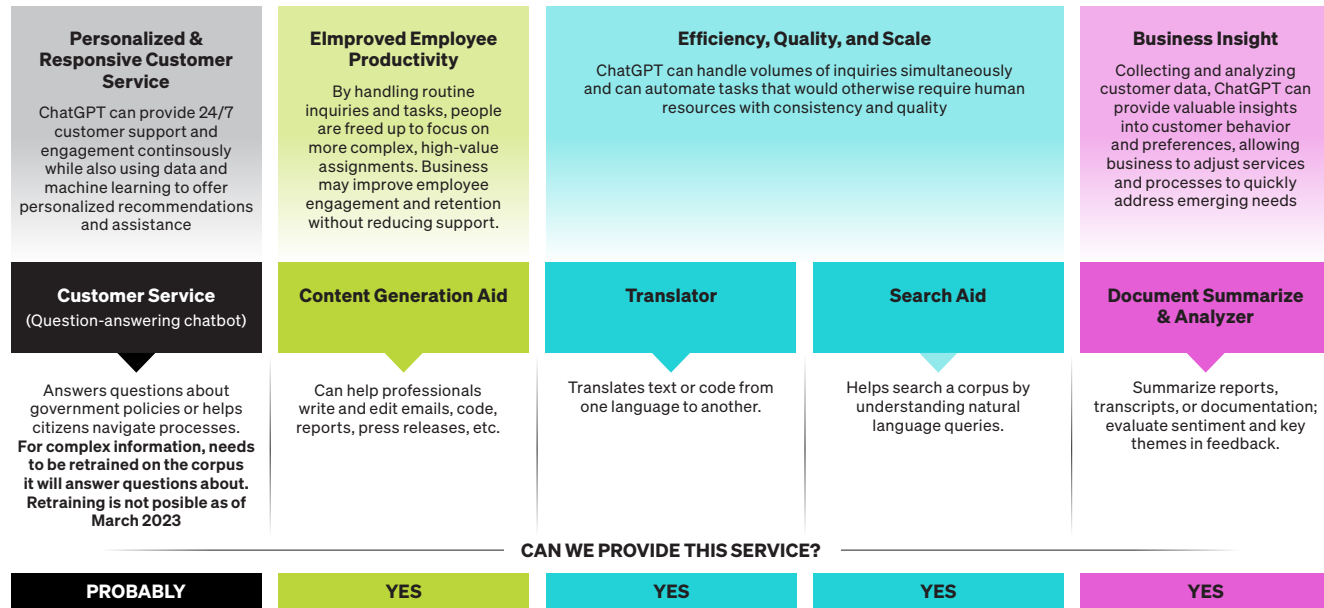 Personalized &
Responsive Customer
Service
ChatGPT can provide 24/7
customer support and
engagement continsously
while also using data and
machine learning to offer
personalized recommendations
and assistance
EImproved Employee
Productivity
By handling routine
inquiries and tasks, people
are freed up to focus on
more complex, high-value
assignments. Business
may improve employee
engagement and retention
without reducing support.
Efficiency, Quality, and Scale
ChatGPT can handle volumes of inquiries simultaneously
and can automate tasks that would otherwise require human
resources with consistency and quality
Business Insight
Collecting and analyzing
customer data, ChatGPT can
provide valuable insights
into customer behavior
and preferences, allowing
business to adjust services
and processes to quickly
address emerging needs
Customer Service
(Question-answering chatbot)
Content Generation Aid
Translator
Search Aid
Document Summarize
& Analyzer
Answers questions about
government policies or helps
citizens navigate processes.
For complex information, needs
to be retrained on the corpus
it will answer questions about.
Retraining is not posible as of
March 2023
Can help professionals
write and edit emails, code,
reports, press releases, etc.
Translates text or code from
one language to another.
Helps search a corpus by
understanding natural
language queries.
Summarize reports,
transcripts, or documentation;
evaluate sentiment and key
themes in feedback.
CAN WE PROVIDE THIS SERVICE?
PROBABLY
YES
YES
YES
YES